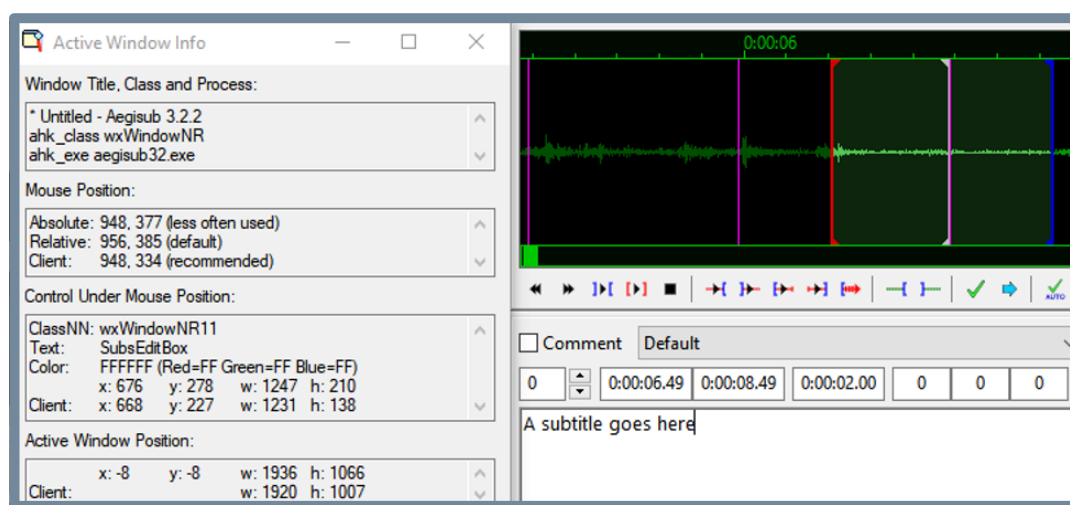 Active Window Info
Window Title, Class and Process:
* Untitled - Aegisub 3.2.2
ahk_class wxWindowNR
ahk_exe aegisub32.exe
Mouse Position:
Absolute: 948, 377 (less often used)
Relative: 956, 385 (default)
Client: 948, 334 (recommended)
Control Under Mouse Position:
ClassNN: wxWindowNR11
Text: SubsEditBox
Color: FFFFFF (Red=FF Green=FF Blue=FF)
x: 676 y: 278 w: 1247 h: 210
Client: x: 668 y: 227 w: 1231 h: 138
Active Window Position:
x: -8 y: -8 w: 1936 h: 1066
Client: w: 1920 h: 1007
0:00:06
AUTO
Comment Default
0 0:00:06.49 0:00:08.49 0:00:02.00 0 0 0
A subtitle goes here